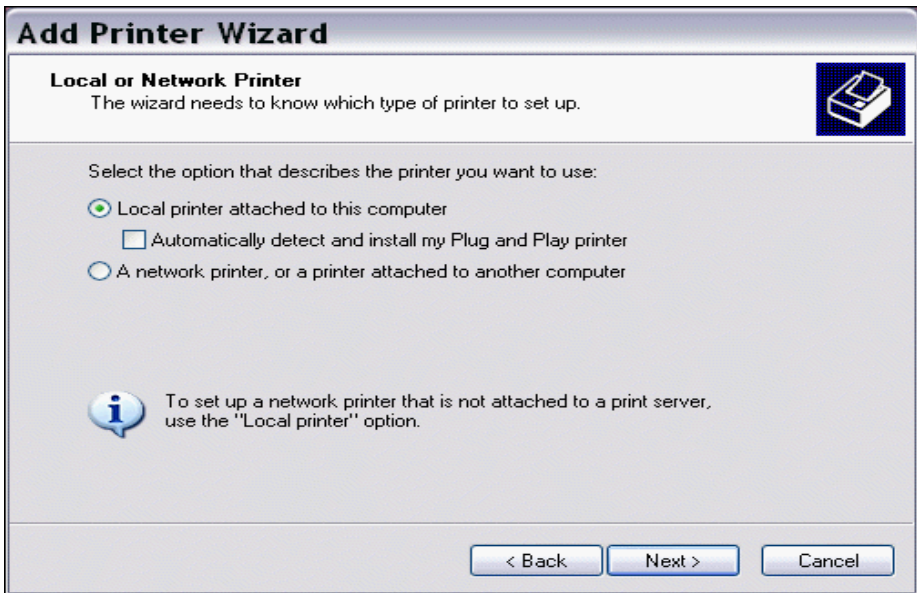 Add Printer Wizard
Local or Network Printer
The wizard needs to know which type of printer to set up.
Select the option that describes the printer you want to use:
Local printer attached to this computer
Automatically detect and install my Plug and Play printer
A network printer, or a printer attached to another computer
To set up a network printer that is not attached to a print server,
use the "Local printer" option.
< Back Next > Cancel